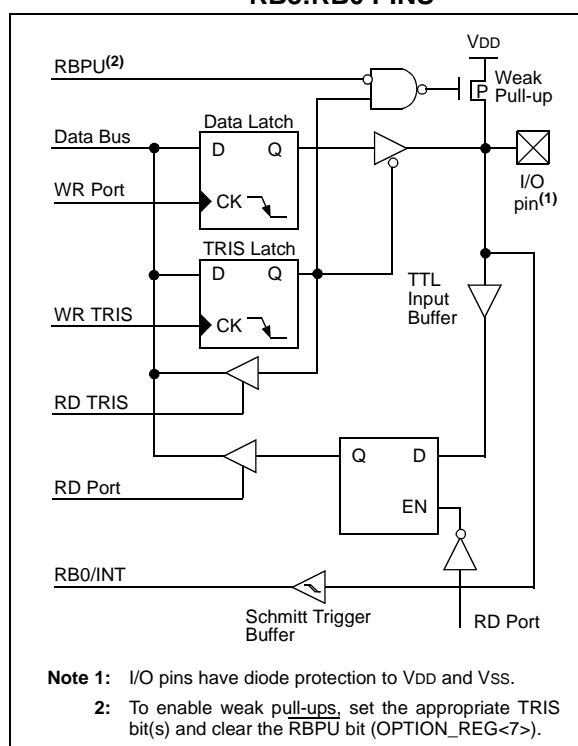 RB3:RB0 PINS
VDD
RBPU(2)
P
Weak
Pull-up
Data Bus
Data Latch
D Q
WR Port
CK
I/O
pin(1)
TRIS Latch
D Q
TTL
Input
Buffer
WR TRIS
CK
RD TRIS
Q D
RD Port
EN
RB0/INT
Schmitt Trigger
Buffer
RD Port
Note 1: I/O pins have diode protection to VDD and VSS.
2: To enable weak pull-ups, set the appropriate TRIS
bit(s) and clear the RBPU bit (OPTION_REG<7>).